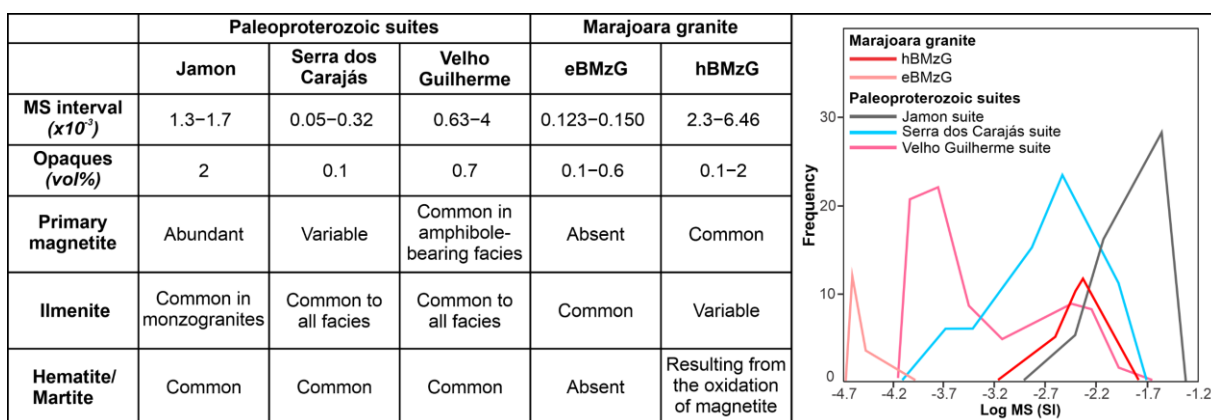 Paleoproterozoic suites
Marajoara granite
Jamon
Serra dos
Carajás
Velho
Guilherme
eBMzG
hBMzG
MS interval
(x10⁻³)
1.3−1.7
0.05−0.32
0.63−4
0.123−0.150
2.3−6.46
Opaques
(vol%)
2
0.1
0.7
0.1−0.6
0.1−2
Primary
magnetite
Abundant
Variable
Common in
amphibole-
bearing facies
Absent
Common
Ilmenite
Common in
monzogranites
Common to
all facies
Common to
all facies
Common
Variable
Hematite/
Martite
Common
Common
Common
Absent
Resulting from
the oxidation
of magnetite
Marajoara granite
hBMzG
eBMzG
Paleoproterozoic suites
Jamon suite
Serra dos Carajás suite
Velho Guilherme suite
Frequency
30
20
10
0
-4.7 -4.2 -3.7 -3.2 -2.7 -2.2 -1.7 -1.2
Log MS (SI)